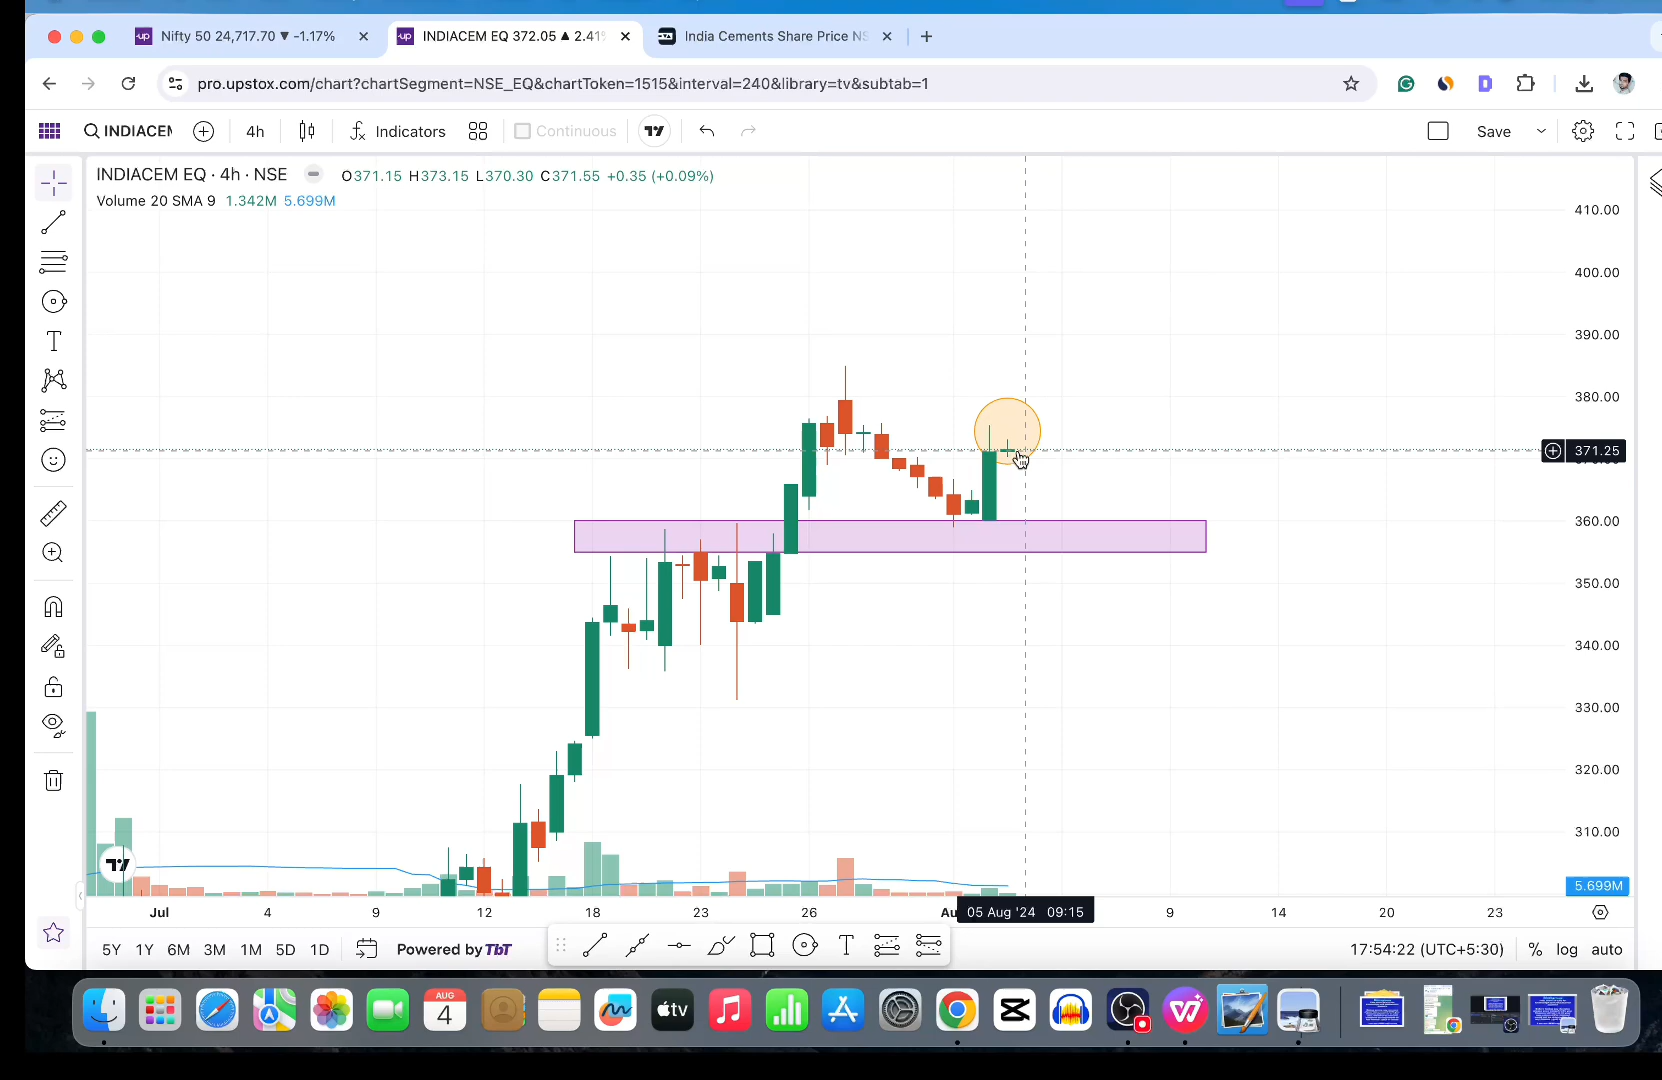 Nifty 50 24,717.70 ▼ -1.17%
INDIACEM EQ 372.05 ▲ 2.41%
India Cements Share Price NS
pro.upstox.com/chart?chartSegment=NSE_EQ&chartToken=1515&interval=240&library=tv&subtab=1
INDIACEM
4h
Indicators
Continuous
Save
INDIACEM EQ · 4h · NSE
O371.15 H373.15 L370.30 C371.55 +0.35 (+0.09%)
Volume 20 SMA 9 1.342M 5.699M
410.00
400.00
390.00
380.00
371.25
360.00
350.00
340.00
330.00
320.00
310.00
5.699M
Jul 4 9 12 18 23 26 Au 05 Aug '24 09:15 9 14 20 23
5Y 1Y 6M 3M 1M 5D 1D
Powered by TbT
17:54:22 (UTC+5:30)
% log auto
AUG
4
tv